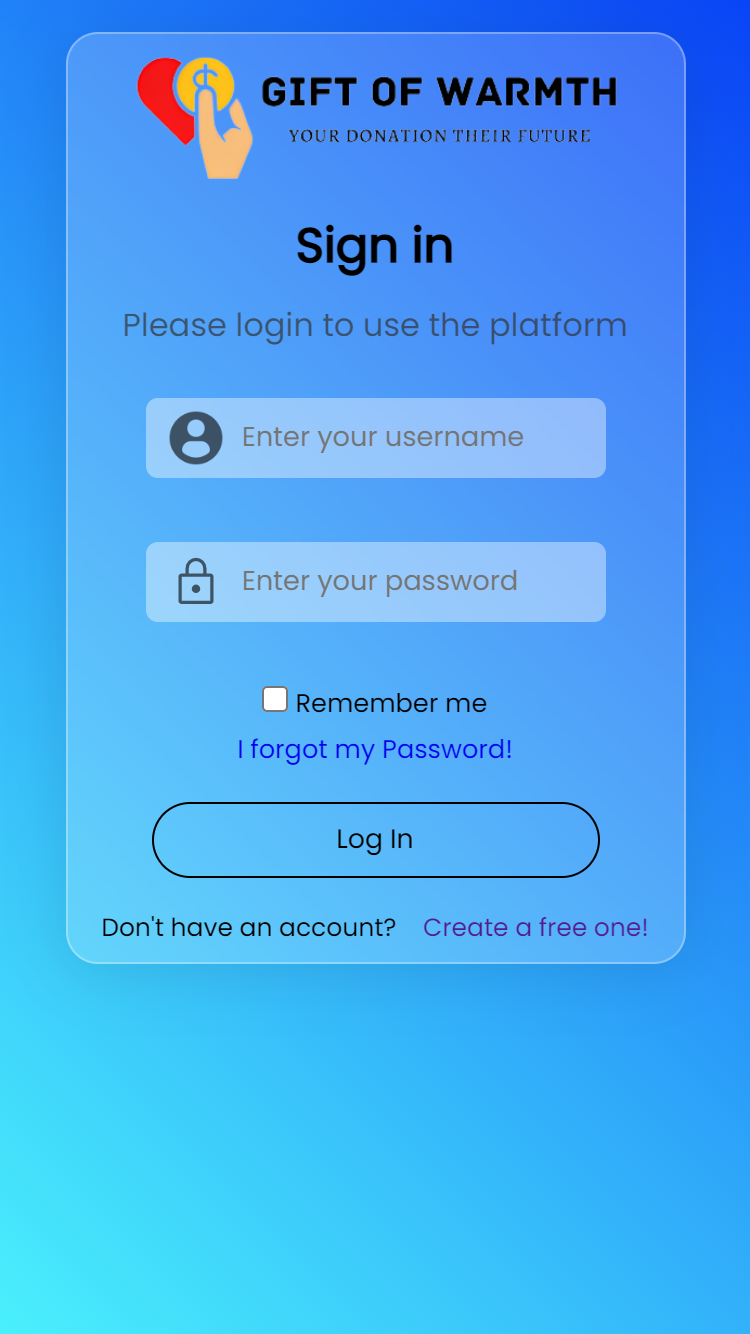 GIFT OF WARMTH
YOUR DONATION THEIR FUTURE
Sign in
Please login to use the platform
Enter your username
Enter your password
Remember me
I forgot my Password!
Log In
Don't have an account? Create a free one!